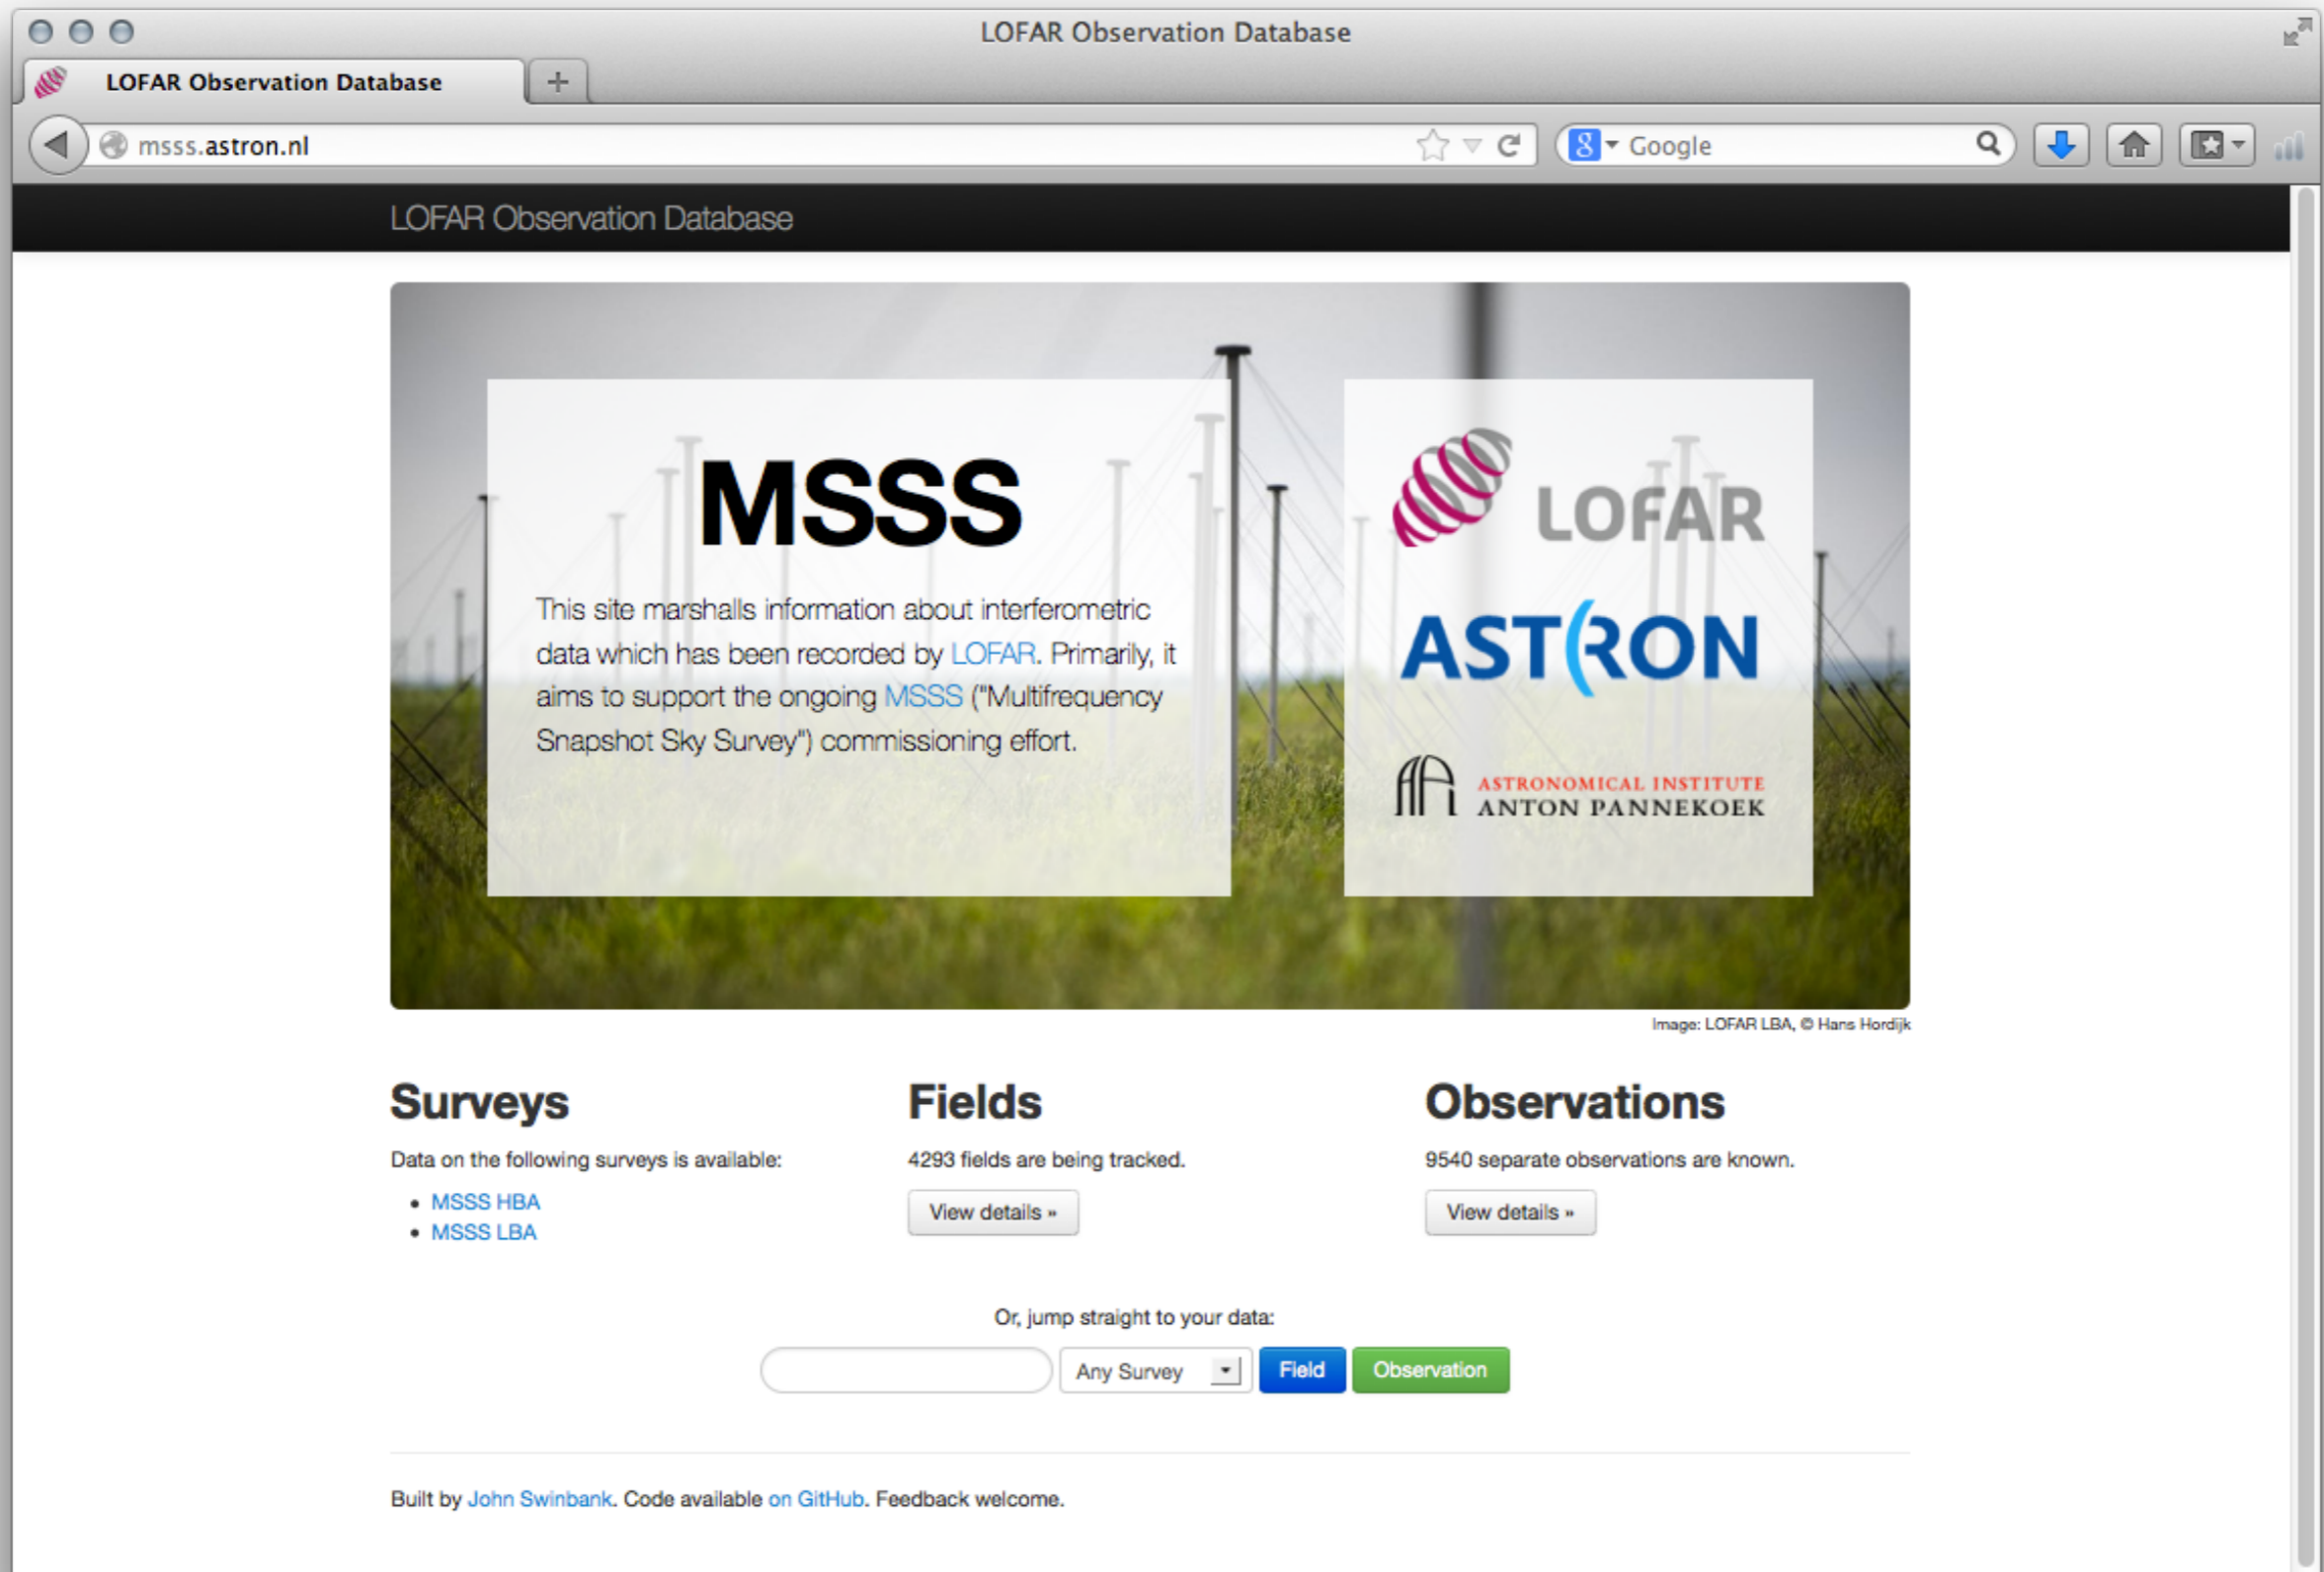 LOFAR Observation Database
LOFAR Observation Database
msss.astron.nl
Google
LOFAR Observation Database
MSSS
This site marshalls information about interferometric
data which has been recorded by LOFAR. Primarily, it
aims to support the ongoing MSSS ("Multifrequency
Snapshot Sky Survey") commissioning effort.
LOFAR
ASTRON
ASTRONOMICAL INSTITUTE
ANTON PANNEKOEK
Image: LOFAR LBA, © Hans Hordijk
Surveys
Data on the following surveys is available:
• MSSS HBA
• MSSS LBA
Fields
4293 fields are being tracked.
View details »
Observations
9540 separate observations are known.
View details »
Or, jump straight to your data:
Any Survey Field Observation
Built by John Swinbank. Code available on GitHub. Feedback welcome.